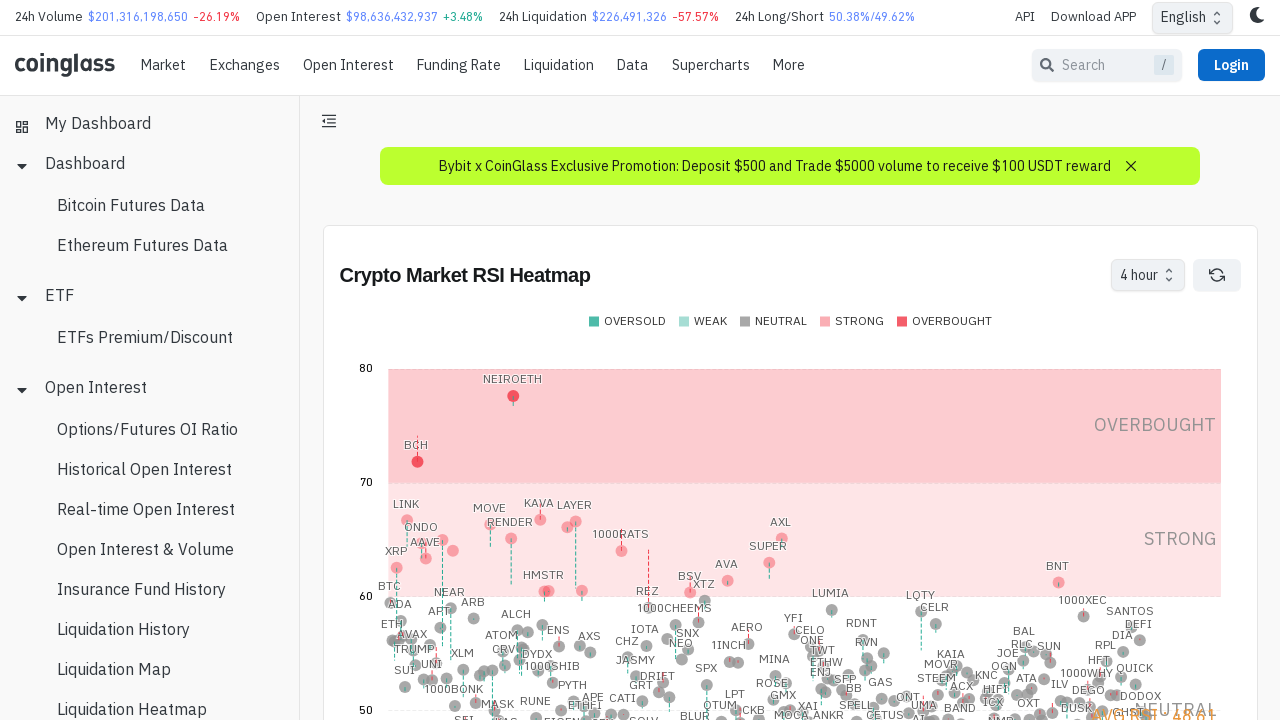 24h Volume $201,316,198,650 -26.19% Open Interest $98,636,432,937 +3.48% 24h Liquidation $226,491,326 -57.57% 24h Long/Short 50.38%/49.62% API Download APP English
coinglass Market Exchanges Open Interest Funding Rate Liquidation Data Supercharts More Search / Login
My Dashboard
Dashboard
Bitcoin Futures Data
Ethereum Futures Data
ETF
ETFs Premium/Discount
Open Interest
Options/Futures OI Ratio
Historical Open Interest
Real-time Open Interest
Open Interest & Volume
Insurance Fund History
Liquidation History
Liquidation Map
Liquidation Heatmap
Bybit x CoinGlass Exclusive Promotion: Deposit $500 and Trade $5000 volume to receive $100 USDT reward
Crypto Market RSI Heatmap 4 hour
OVERSOLD WEAK NEUTRAL STRONG OVERBOUGHT
80
NEIROETH
OVERBOUGHT
BCH
70
LINK MOVE KAVA LAYER
ONDO RENDER 1000RATS AXL
AAVE STRONG
XRP SUPER
AVA BNT
BTC HMSTR BSV XTZ
NEAR REZ LUMIA LQTY
60
ADA ARB 1000CHEEMS CELR 1000XEC
APT ALCH SANTOS
ETH YFI RDNT DEFI
AVAX ATOM ENS AXS IOTA SNX AERO CELO BAL DIA
TRUMP CRV CHZ NEO 1INCH ONE RVN RLC SUN RPL
UNI XLM DYDX JASMY MINA TWT KAIA JOE HFT
1000SHIB SPX ETHW MOVR OGN QUICK
SUI DRIFT ENJ STEEM KNC ATA 1000WHY
1000BONK PYTH GRT ROSE SFP GAS ACX HIFI ILV DEGO
MASK RUNE APE CATI LPT GMX BB ONT ICX OXT DODOX
ETHFI OTUM CKB XAI SPELL UMA BAND DUSK
50 BLUR ANKR CETUS NEUTRAL